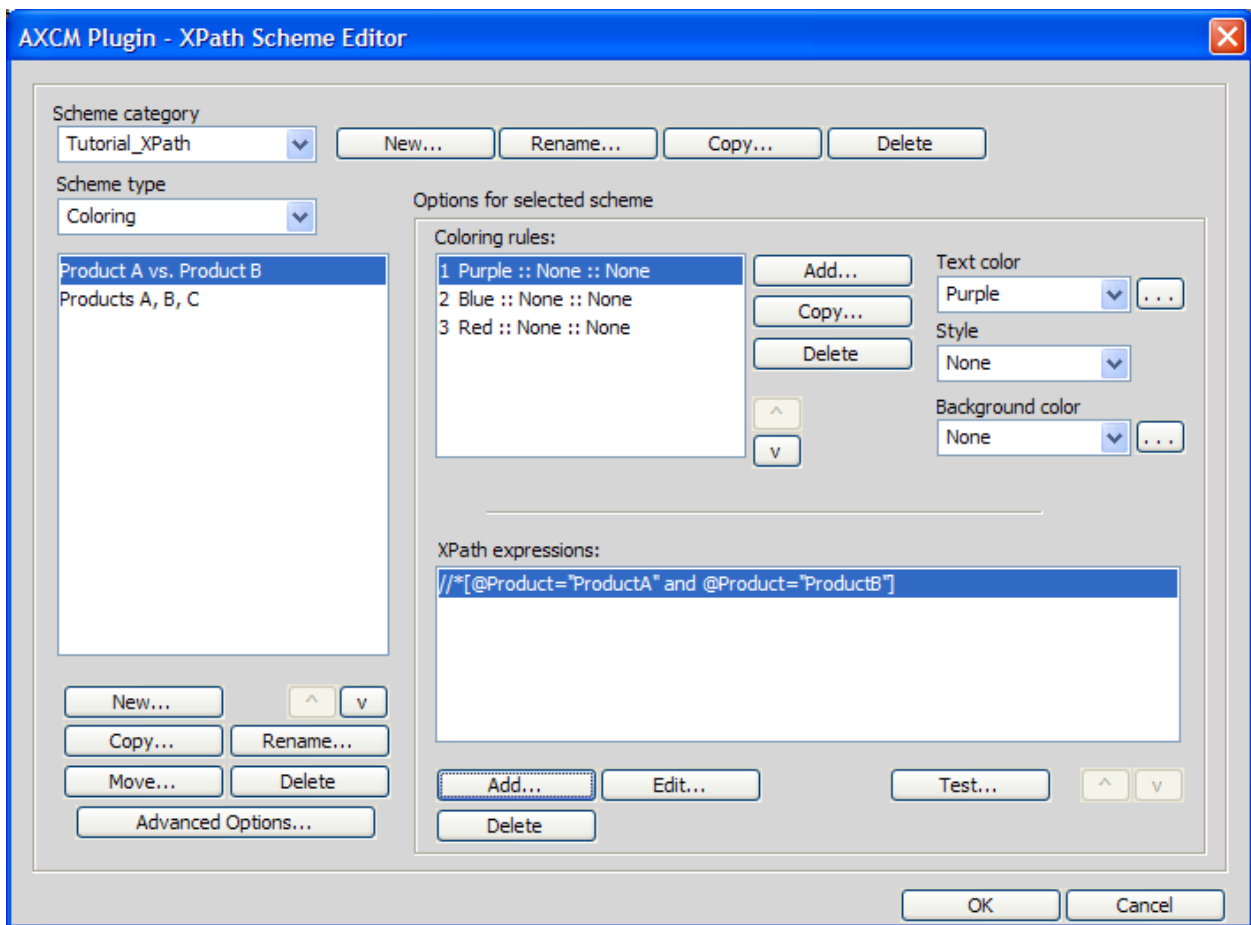 AXCM Plugin - XPath Scheme Editor
Scheme category
Tutorial_XPath
New...
Rename...
Copy...
Delete
Scheme type
Coloring
Product A vs. Product B
Products A, B, C
New...
^
v
Copy...
Rename...
Move...
Delete
Advanced Options...
Options for selected scheme
Coloring rules:
1 Purple :: None :: None
2 Blue :: None :: None
3 Red :: None :: None
Add...
Copy...
Delete
^
v
Text color
Purple
...
Style
None
Background color
None
...
XPath expressions:
//*[@Product="ProductA" and @Product="ProductB"]
Add...
Edit...
Test...
^
v
Delete
OK
Cancel